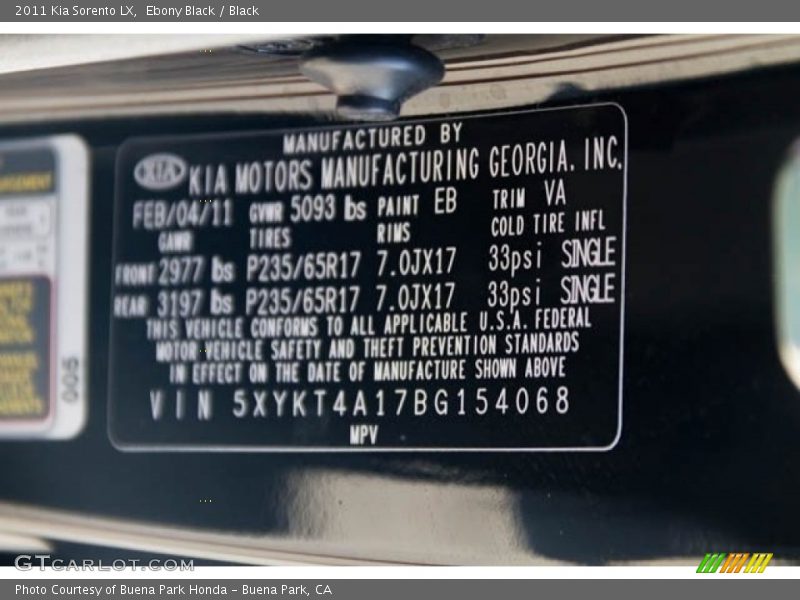 2011 Kia Sorento LX, Ebony Black / Black
MANUFACTURED BY
KIA KIA MOTORS MANUFACTURING GEORGIA, INC.
FEB/04/11 GVWR 5093 lbs PAINT EB TRIM VA
GAWR TIRES RIMS COLD TIRE INFL
FRONT 2977 lbs P235/65R17 7.0JX17 33psi SINGLE
REAR 3197 lbs P235/65R17 7.0JX17 33psi SINGLE
THIS VEHICLE CONFORMS TO ALL APPLICABLE U.S.A. FEDERAL
MOTOR VEHICLE SAFETY AND THEFT PREVENTION STANDARDS
IN EFFECT ON THE DATE OF MANUFACTURE SHOWN ABOVE
VIN 5XYKT4A17BG154068
MPV
005
GTCARLOT.COM
Photo Courtesy of Buena Park Honda - Buena Park, CA